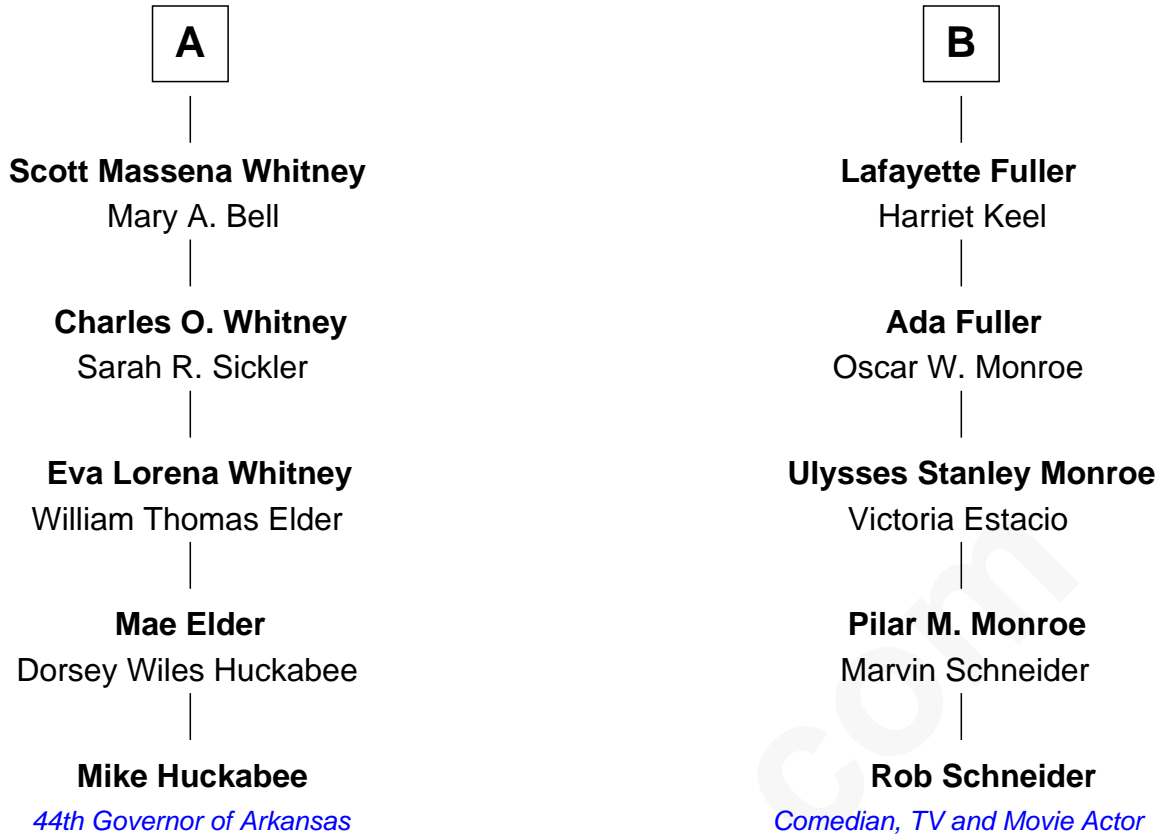 A
Scott Massena Whitney
Mary A. Bell
Charles O. Whitney
Sarah R. Sickler
Eva Lorena Whitney
William Thomas Elder
Mae Elder
Dorsey Wiles Huckabee
Mike Huckabee
44th Governor of Arkansas
B
Lafayette Fuller
Harriet Keel
Ada Fuller
Oscar W. Monroe
Ulysses Stanley Monroe
Victoria Estacio
Pilar M. Monroe
Marvin Schneider
Rob Schneider
Comedian, TV and Movie Actor
com